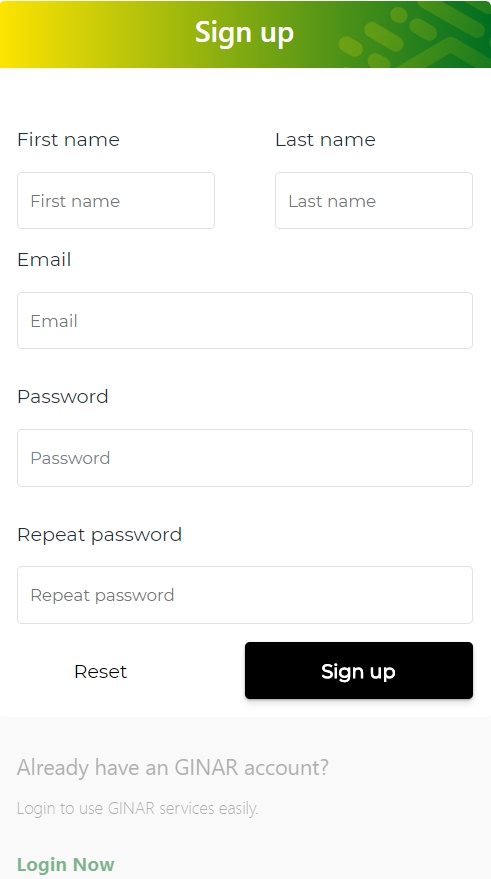 Sign up
First name Last name
First name Last name
Email
Email
Password
Password
Repeat password
Repeat password
Reset Sign up
Already have an GINAR account?
Login to use GINAR services easily.
Login Now